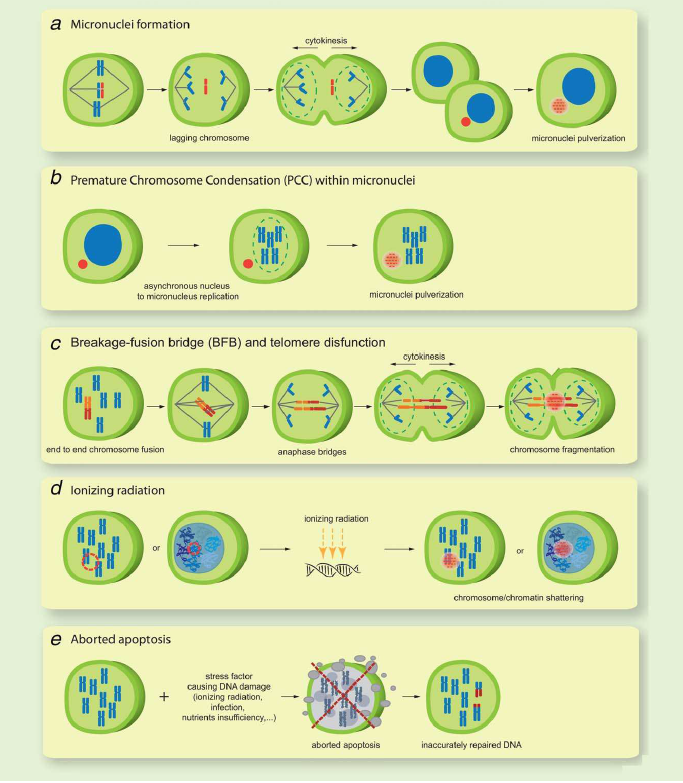 a Micronuclei formation
cytokinesis
lagging chromosome
micronuclei pulverization
b Premature Chromosome Condensation (PCC) within micronuclei
asynchronous nucleus
to micronucleus replication
micronuclei pulverization
c Breakage-fusion bridge (BFB) and telomere disfunction
cytokinesis
end to end chromosome fusion
anaphase bridges
chromosome fragmentation
d Ionizing radiation
or
ionizing radiation
or
chromosome/chromatin shattering
e Aborted apoptosis
+
stress factor
causing DNA damage
(ionizing radiation,
infection,
nutrients insufficiency,...)
aborted apoptosis
inaccurately repaired DNA